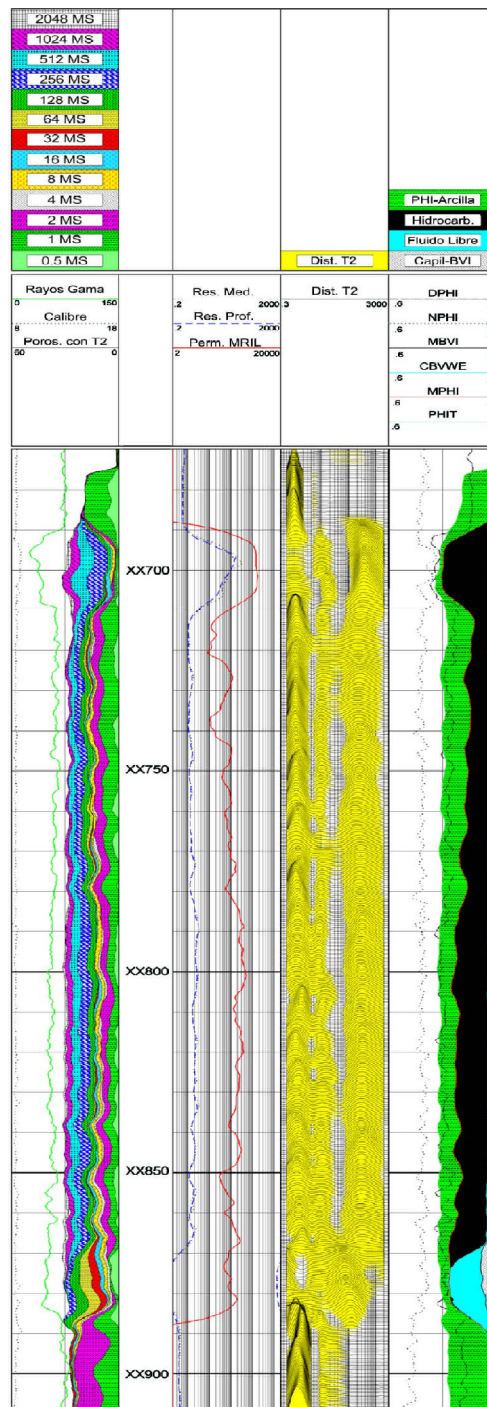 2048 MS
1024 MS
512 MS
256 MS
128 MS
64 MS
32 MS
16 MS
8 MS
4 MS
2 MS
1 MS
0.5 MS
Dist. T2
PHI-Arcilla
Hidrocarb.
Fluido Libre
Capil-BVI
Rayos Gama
0 150
Calibre
8 18
Poros. con T2
60 0
Res. Med.
.2 2000
Res. Prof.
.2 2000
Perm. MRIL
.2 20000
Dist. T2
.3 3000
DPHI
.0
NPHI
.6
MBVI
.6
CBVWE
.6
MPHI
.6
PHIT
.6
XX700
XX750
XX800
XX850
XX900